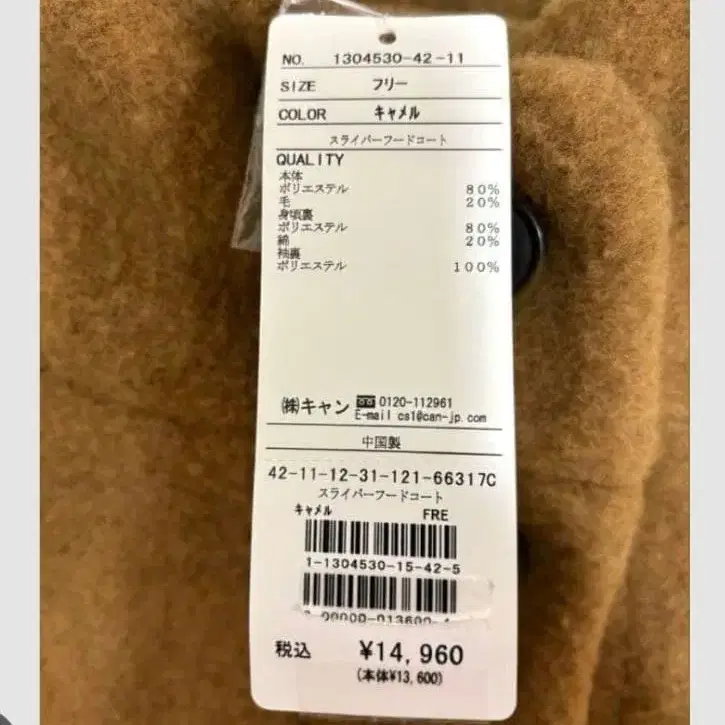 NO. 1304530-42-11
SIZE フリー
COLOR キャメル
スライバーフードコート
QUALITY
本体
ポリエステル 80%
毛 20%
身頃裏
ポリエステル 80%
綿 20%
袖裏
ポリエステル 100%
㈱キャン 0120-112961
E-mail cs1@can-jp.com
中国製
42-11-12-31-121-66317C
スライバーフードコート
キャメル FRE
1-1304530-15-42-5
税込 ¥14,960
(本体¥13,600)